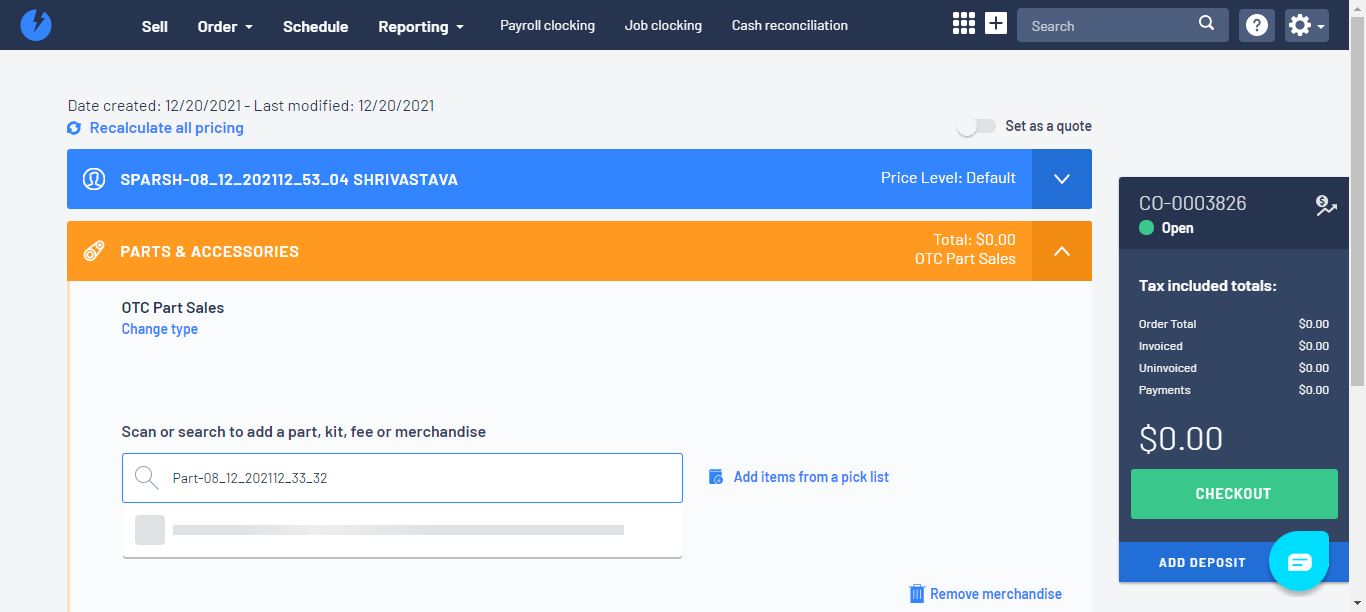 Sell Order Schedule Reporting Payroll clocking Job clocking Cash reconciliation Search ?
Date created: 12/20/2021 - Last modified: 12/20/2021
Recalculate all pricing
Set as a quote
SPARSH-08_12_202112_53_04 SHRIVASTAVA
Price Level: Default
PARTS & ACCESSORIES
Total: $0.00
OTC Part Sales
OTC Part Sales
Change type
Scan or search to add a part, kit, fee or merchandise
Part-08_12_202112_33_32
Add items from a pick list
Remove merchandise
CO-0003826
Open
Tax included totals:
Order Total $0.00
Invoiced $0.00
Uninvoiced $0.00
Payments $0.00
$0.00
CHECKOUT
ADD DEPOSIT